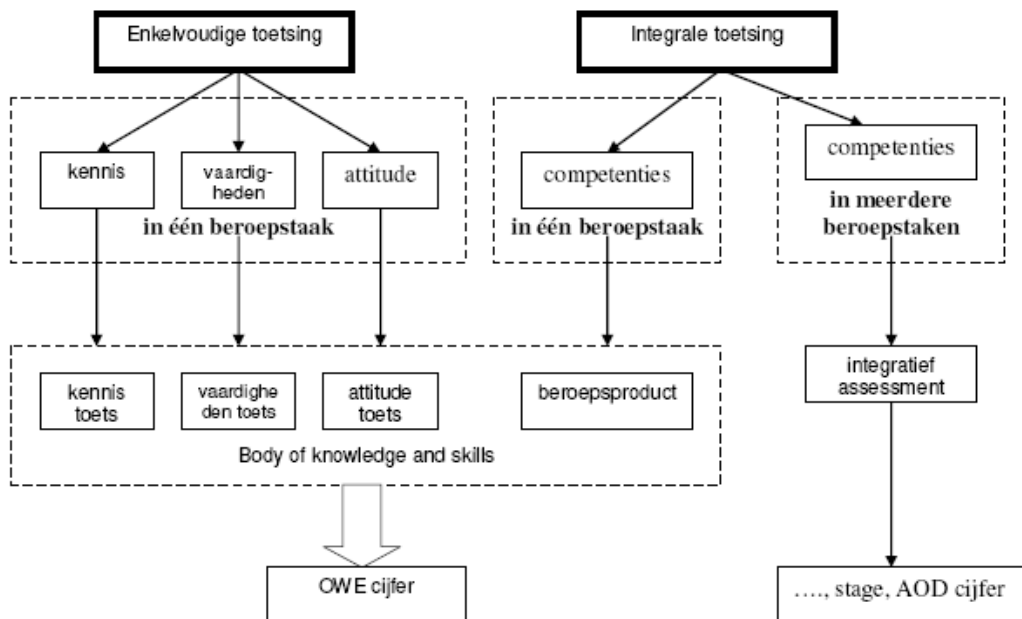 Enkelvoudige toetsing
Integrale toetsing
kennis
vaardig-
heden
attitude
in één beroepstaak
competenties
in één beroepstaak
competenties
in meerdere
beroepstaken
kennis
toets
vaardighe
den toets
attitude
toets
beroepsproduct
Body of knowledge and skills
integratief
assessment
OWE cijfer
…., stage, AOD cijfer